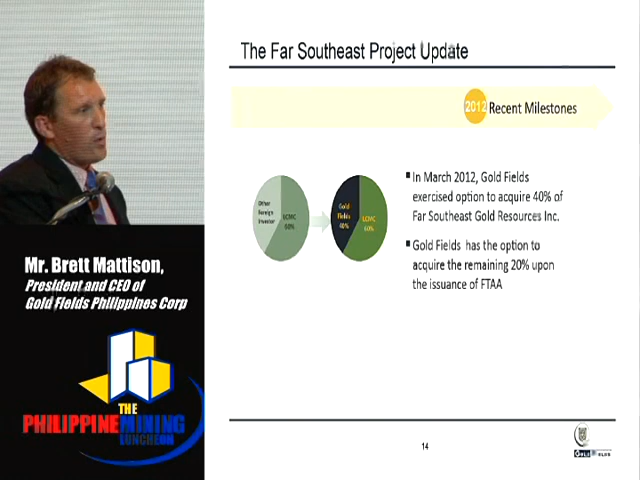 The Far Southeast Project Update
2012 Recent Milestones
Other
Foreign
Investor
LCMC
60%
Gold
Fields
40%
LCMC
60%
In March 2012, Gold Fields
exercised option to acquire 40% of
Far Southeast Gold Resources Inc.
Gold Fields has the option to
acquire the remaining 20% upon
the issuance of FTAA
Mr. Brett Mattison,
President and CEO of
Gold Fields Philippines Corp
THE
PHILIPPINE MINING
LUNCHEON
14
GOLD FIELDS